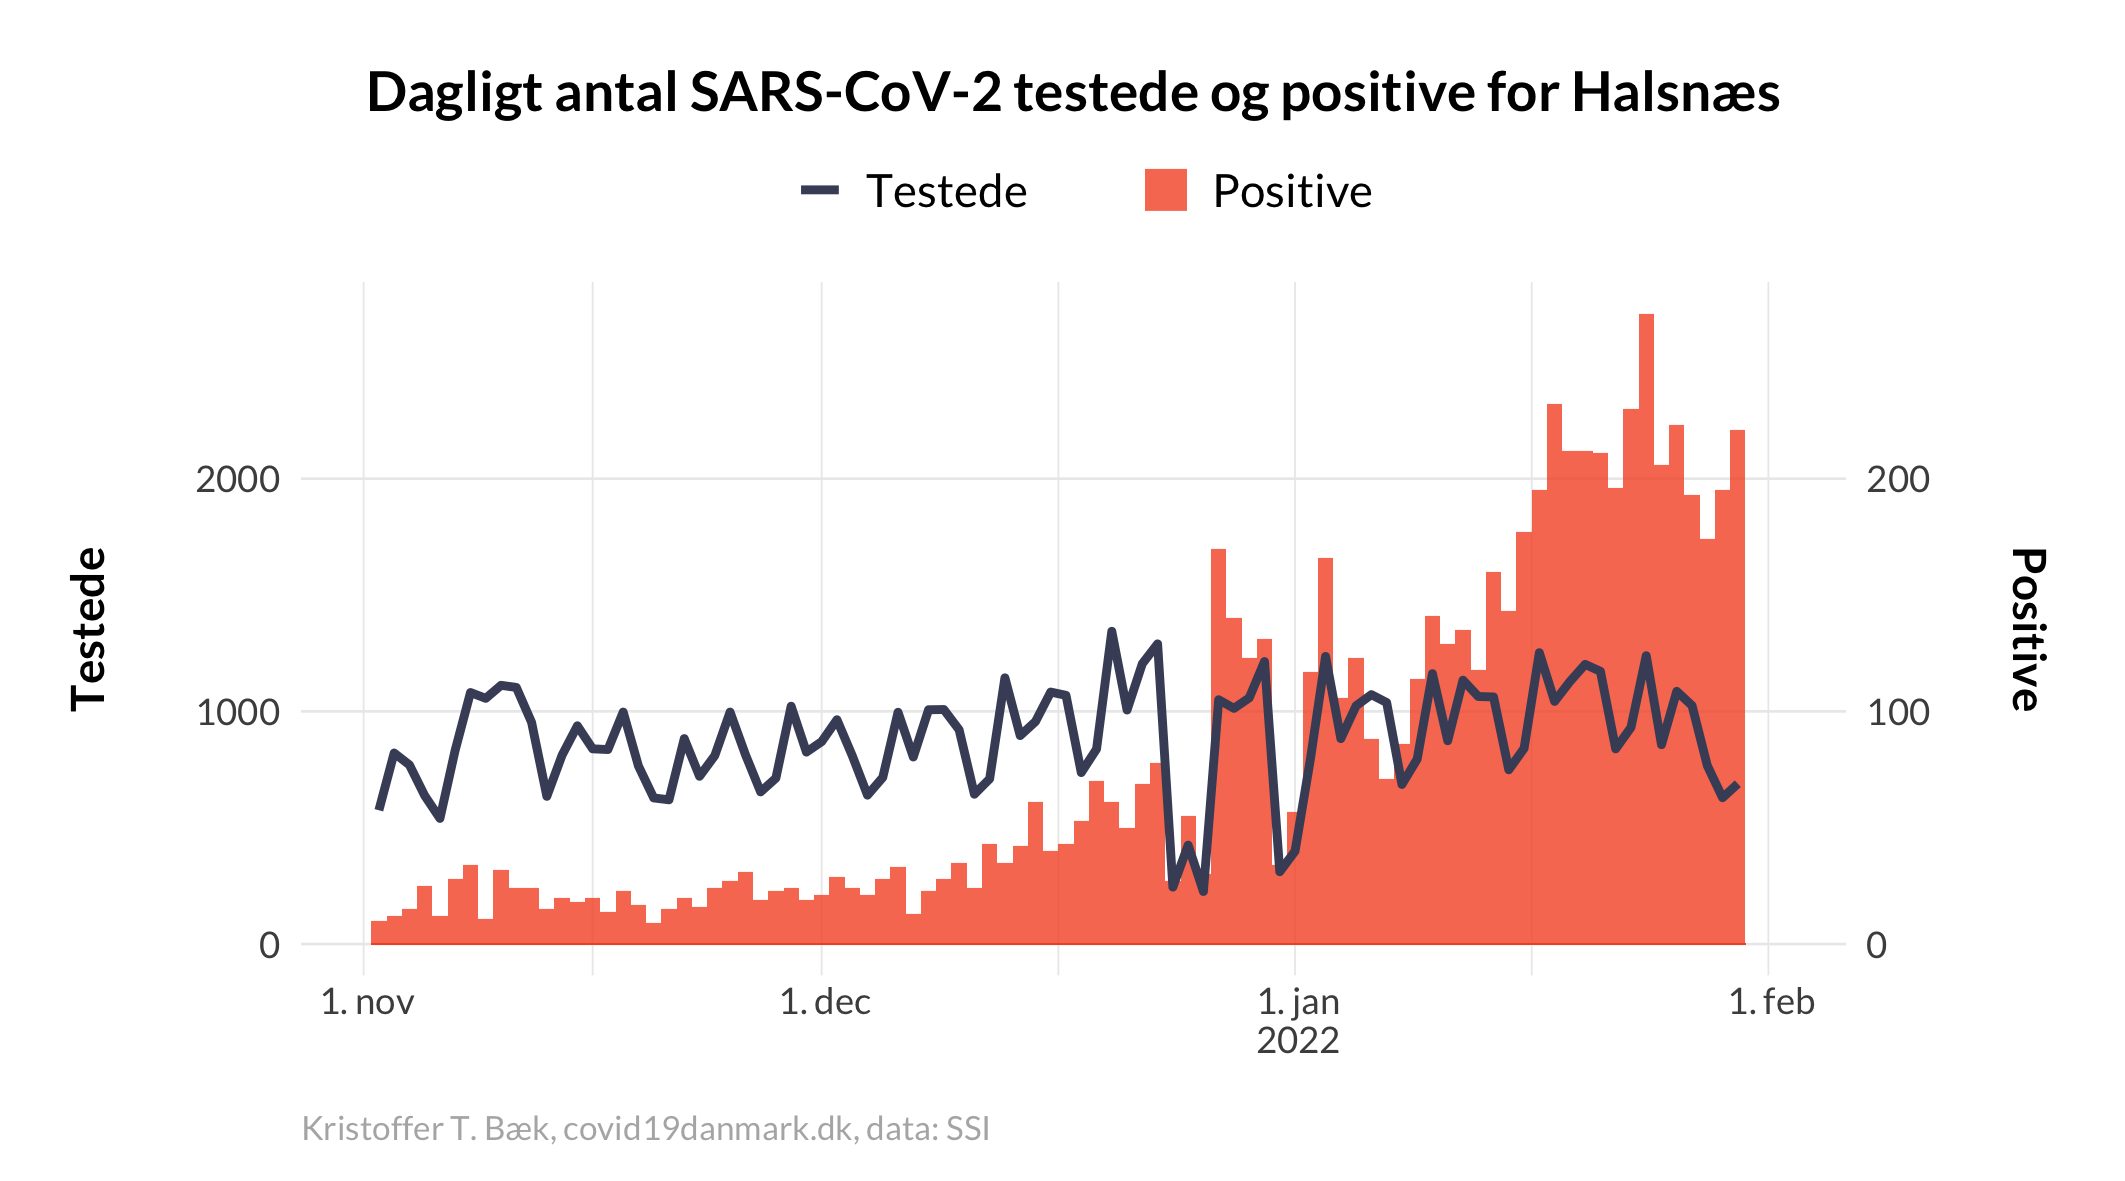 Dagligt antal SARS-CoV-2 testede og positive for Halsnæs
Testede Positive
Testede
2000
1000
0
200
100
0
Positive
1. nov 1. dec 1. jan 1. feb
2022
Kristoffer T. Bæk, covid19danmark.dk, data: SSI